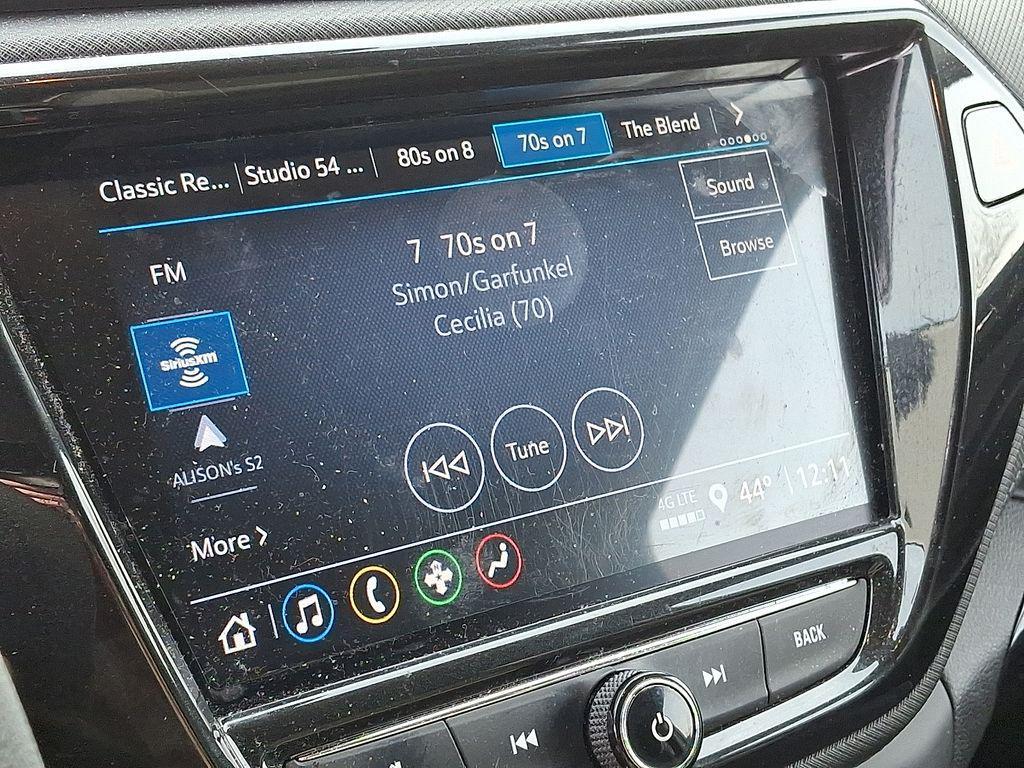 Classic Re... Studio 54 ... 80s on 8 70s on 7 The Blend
Sound
Browse
FM
7 70s on 7
Simon/Garfunkel
Cecilia (70)
SiriusXM
ALISON's S2
Tune
More
4G LTE 44° 12:11
BACK